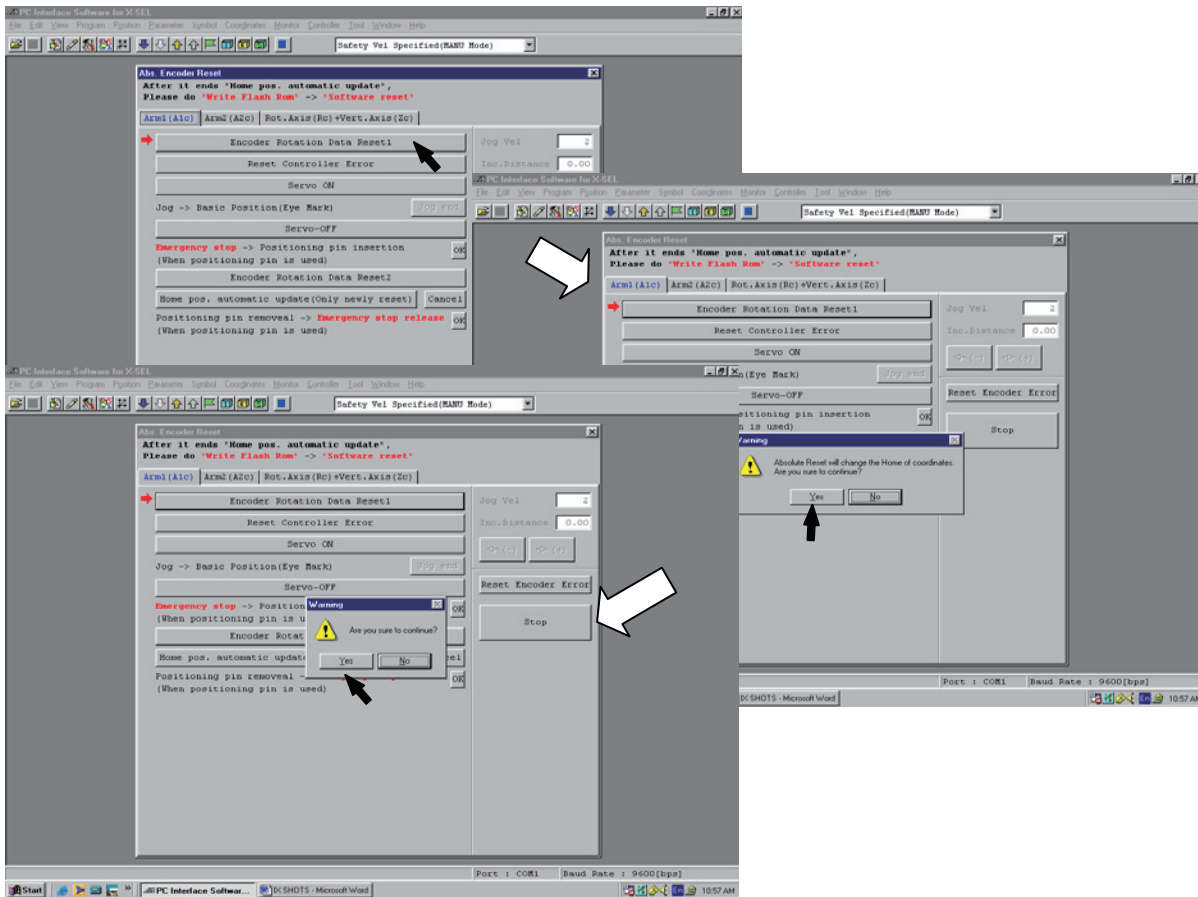 PC Interface Software for X-SEL
File Edit View Program Position Parameter Symbol Coordinates Monitor Controller Tool Window Help
Safety Vel Specified(MANU Mode)
Abs. Encoder Reset
After it ends "Home pos. automatic update",
Please do "Write Flash Rom" -> "Software reset"
Arm1(A1c) Arm2(A2c) Rot.Axis(Rc)+Vert.Axis(Zc)
Encoder Rotation Data Reset1
Jog Vel 2
Reset Controller Error
Inc.Distance 0.00
Servo ON
Jog -> Basic Position(Eye Mark) Jog end
Servo-OFF
Emergency stop -> Positioning pin insertion OK
(When positioning pin is used)
Encoder Rotation Data Reset2
Home pos. automatic update(Only newly reset) Cancel
Positioning pin removeal -> Emergency stop release OK
(When positioning pin is used)
PC Interface Software for X-SEL
File Edit View Program Position Parameter Symbol Coordinates Monitor Controller Tool Window Help
Safety Vel Specified(MANU Mode)
Abs. Encoder Reset
After it ends "Home pos. automatic update",
Please do "Write Flash Rom" -> "Software reset"
Arm1(A1c) Arm2(A2c) Rot.Axis(Rc)+Vert.Axis(Zc)
Encoder Rotation Data Reset1
Jog Vel 2
Reset Controller Error
Inc.Distance 0.00
Servo ON
(-) (+)
n(Eye Mark) Jog end
Servo-OFF
Reset Encoder Error
sitioning pin insertion OK
n is used)
Stop
Warning
Absolute Reset will change the Home of coordinates.
Are you sure to continue?
Yes No
Port : COM1 Baud Rate : 9600[bps]
IX SHOTS - Microsoft Word
En 10:57 AM
PC Interface Software for X-SEL
File Edit View Program Position Parameter Symbol Coordinates Monitor Controller Tool Window Help
Safety Vel Specified(MANU Mode)
Abs. Encoder Reset
After it ends "Home pos. automatic update",
Please do "Write Flash Rom" -> "Software reset"
Arm1(A1c) Arm2(A2c) Rot.Axis(Rc)+Vert.Axis(Zc)
Encoder Rotation Data Reset1
Jog Vel 2
Reset Controller Error
Inc.Distance 0.00
Servo ON
(-) (+)
Jog -> Basic Position(Eye Mark) Jog end
Servo-OFF
Reset Encoder Error
Emergency stop -> Position OK
(When positioning pin is u
Stop
Warning
Are you sure to continue?
Yes No
Encoder Rotat
Home pos. automatic update el
Positioning pin removeal - OK
(When positioning pin is used)
Port : COM1 Baud Rate : 9600[bps]
Start PC Interface Softwar... IX SHOTS - Microsoft Word En 10:57 AM